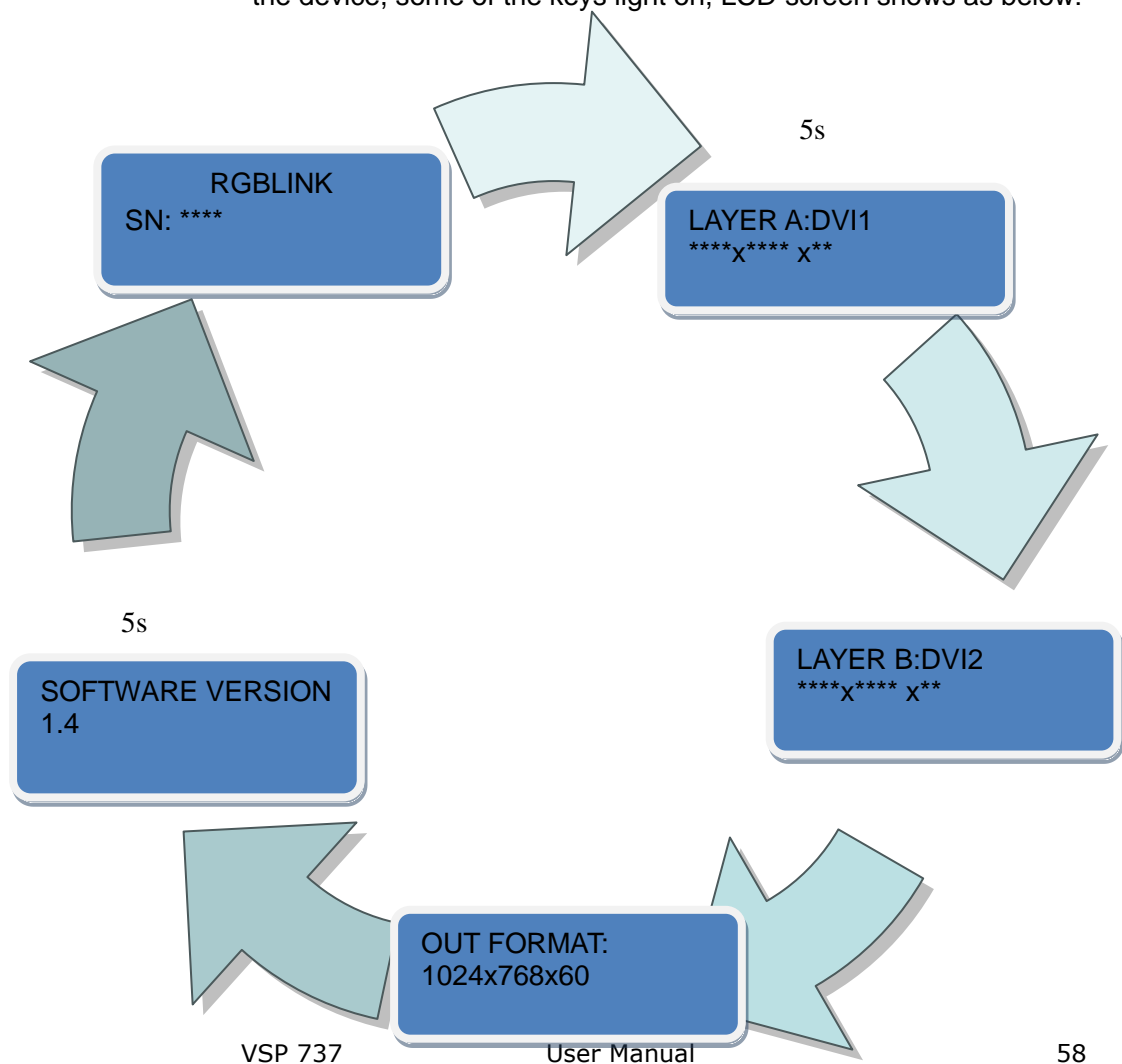 the device, some of the keys light on, LCD screen shows as below:
5s
RGBLINK
SN: ****
LAYER A:DVI1
****x**** x**
5s
SOFTWARE VERSION
1.4
LAYER B:DVI2
****x**** x**
OUT FORMAT:
1024x768x60
VSP 737 User Manual 58